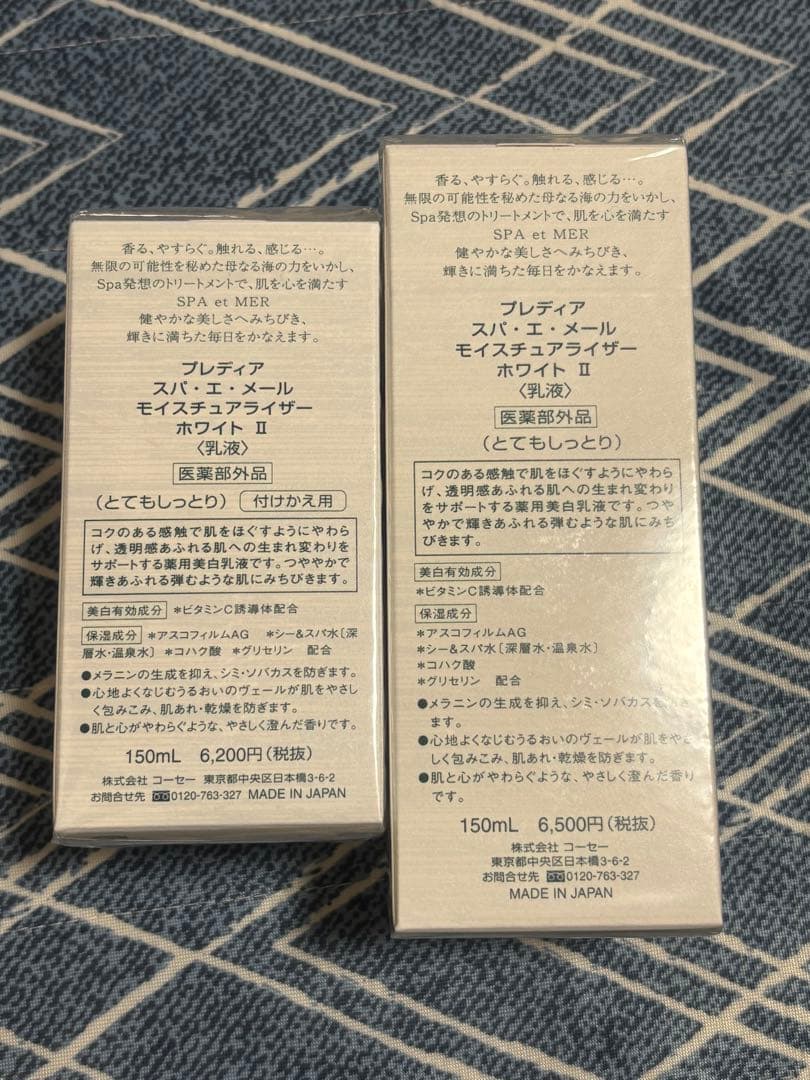 香る、やすらぐ。触れる、感じる…。
無限の可能性を秘めた母なる海の力をいかし、
Spa発想のトリートメントで、肌を心を満たす
SPA et MER
健やかな美しさへみちびき、
輝きに満ちた毎日をかなえます。
プレディア
スパ・エ・メール
モイスチュアライザー
ホワイト Ⅱ
〈乳液〉
医薬部外品
(とてもしっとり) 付けかえ用
コクのある感触で肌をほぐすようにやわら
げ、透明感あふれる肌への生まれ変わりを
サポートする薬用美白乳液です。つややかで
輝きあふれる弾むような肌にみちびきます。
美白有効成分 *ビタミンC誘導体配合
保湿成分 *アスコフィルムAG *シー&スパ水〔深
層水・温泉水〕 *コハク酸 *グリセリン 配合
●メラニンの生成を抑え、シミ・ソバカスを防ぎます。
●心地よくなじむうるおいのヴェールが肌をやさし
く包みこみ、肌あれ・乾燥を防ぎます。
●肌と心がやわらぐような、やさしく澄んだ香りです。
150mL 6,200円(税抜)
株式会社 コーセー 東京都中央区日本橋3-6-2
お問合せ先 0120-763-327 MADE IN JAPAN
香る、やすらぐ。触れる、感じる…。
無限の可能性を秘めた母なる海の力をいかし、
Spa発想のトリートメントで、肌を心を満たす
SPA et MER
健やかな美しさへみちびき、
輝きに満ちた毎日をかなえます。
プレディア
スパ・エ・メール
モイスチュアライザー
ホワイト Ⅱ
〈乳液〉
医薬部外品
(とてもしっとり)
コクのある感触で肌をほぐすようにやわら
げ、透明感あふれる肌への生まれ変わり
をサポートする薬用美白乳液です。つや
やかで輝きあふれる弾むような肌にみち
びきます。
美白有効成分
*ビタミンC誘導体配合
保湿成分
*アスコフィルムAG
*シー&スパ水〔深層水・温泉水〕
*コハク酸
*グリセリン 配合
●メラニンの生成を抑え、シミ・ソバカスを防ぎ
ます。
●心地よくなじむうるおいのヴェールが肌をやさ
しく包みこみ、肌あれ・乾燥を防ぎます。
●肌と心がやわらぐような、やさしく澄んだ香り
です。
150mL 6,500円(税抜)
株式会社 コーセー
東京都中央区日本橋3-6-2
お問合せ先 0120-763-327
MADE IN JAPAN